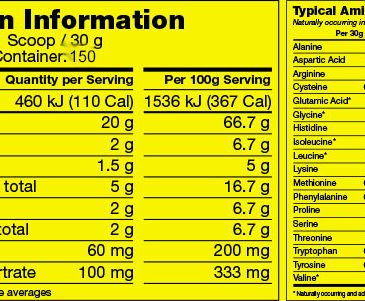 n Information
Scoop / 30 g
Container: 150
Quantity per Serving Per 100g Serving
460 kJ (110 Cal) 1536 kJ (367 Cal)
20 g 66.7 g
2 g 6.7 g
1.5 g 5 g
total 5 g 16.7 g
2 g 6.7 g
total 2 g 6.7 g
60 mg 200 mg
rtrate 100 mg 333 mg
e averages
Typical Ami
Naturally occurring in
Per 30g
Alanine
Aspartic Acid
Arginine
Cysteine
Glutamic Acid*
Glycine*
Histidine
Isoleucine*
Leucine*
Lysine
Methionine
Phenylalanine
Proline
Serine
Threonine
Tryptophan
Tyrosine
Valine*
* Naturally occurring and ad